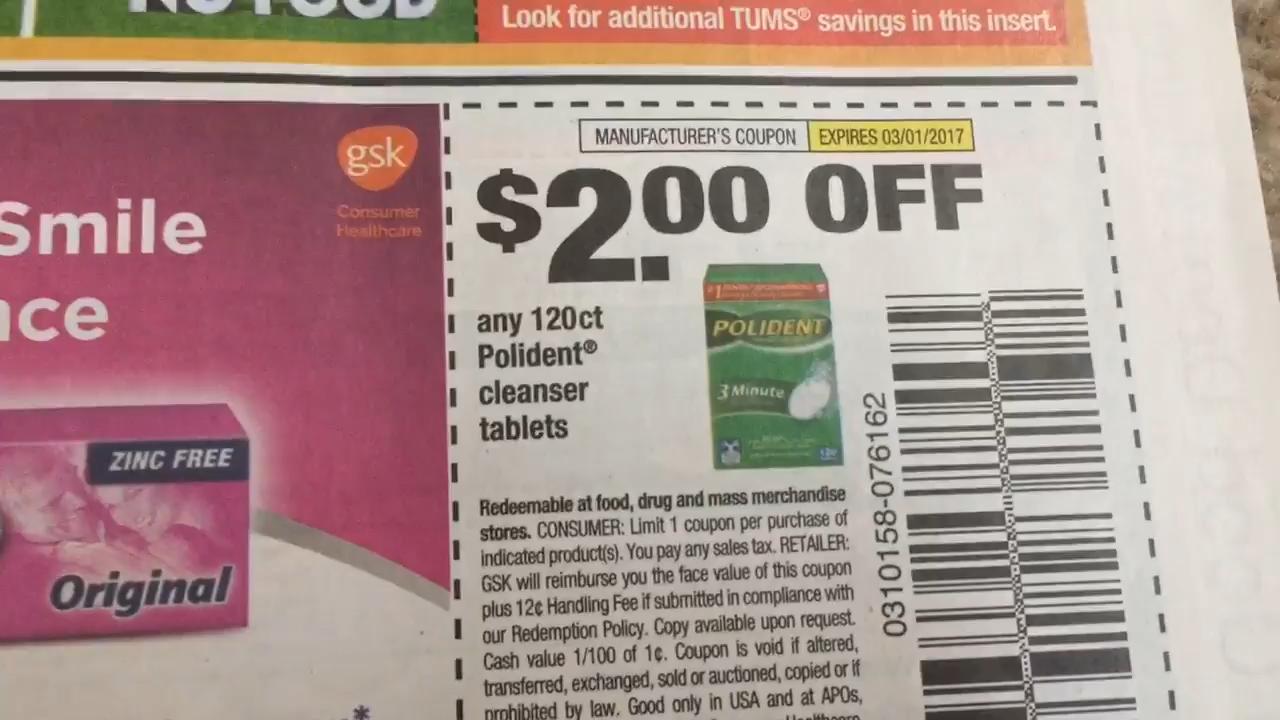 NO FOOD
Look for additional TUMS® savings in this insert.
gsk
Consumer
Healthcare
Smile
nce
ZINC FREE
Original
*
MANUFACTURER'S COUPON EXPIRES 03/01/2017
$2.00 OFF
any 120ct
Polident®
cleanser
tablets
POLIDENT
3 Minute
Redeemable at food, drug and mass merchandise
stores. CONSUMER: Limit 1 coupon per purchase of
indicated product(s). You pay any sales tax. RETAILER:
GSK will reimburse you the face value of this coupon
plus 12¢ Handling Fee if submitted in compliance with
our Redemption Policy. Copy available upon request.
Cash value 1/100 of 1¢. Coupon is void if altered,
transferred, exchanged, sold or auctioned, copied or if
prohibited by law. Good only in USA and at APOs,
Healthcare
0310158-076162